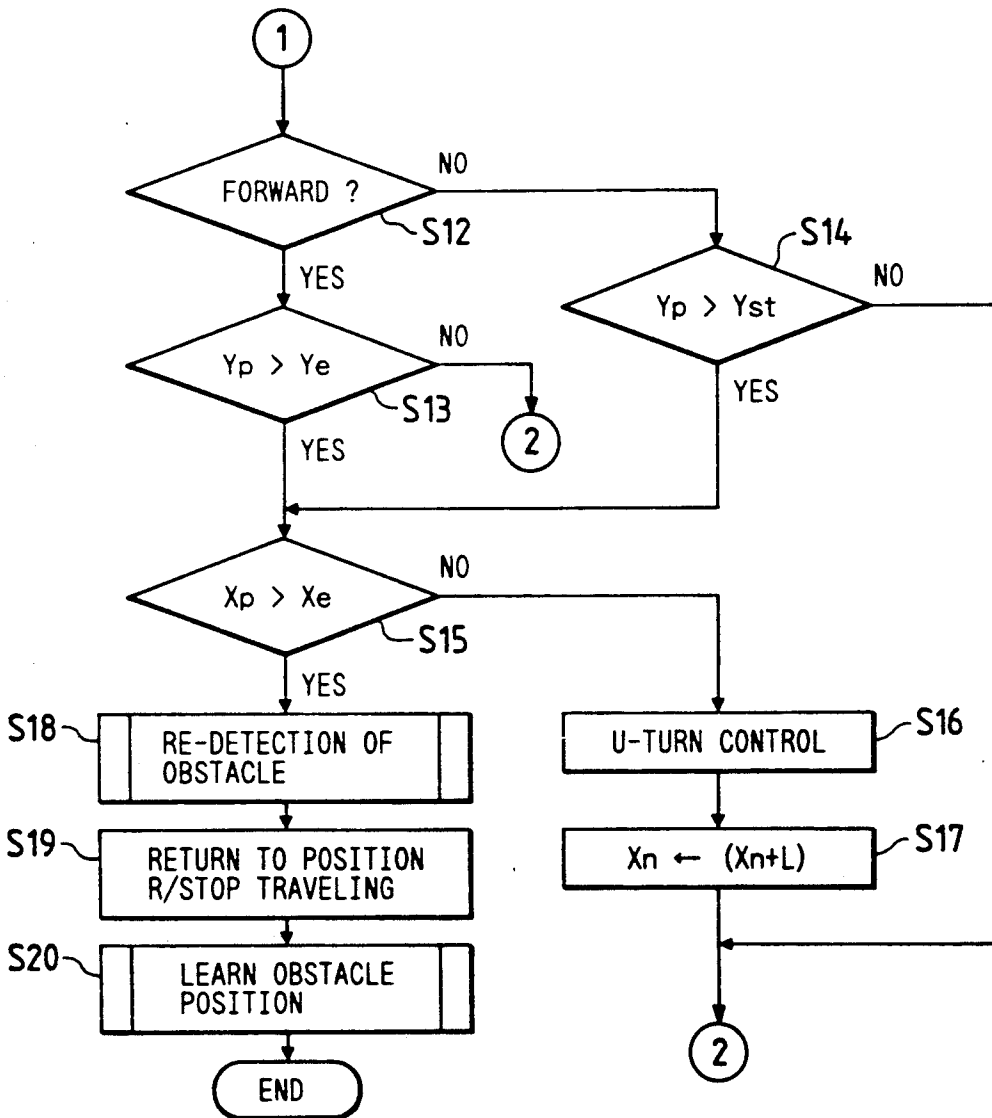 1
NO
FORWARD ?
S12
S14
YES
NO
Yp > Yst
NO
Yp > Ye
S13
YES
2
YES
NO
Xp > Xe
S15
YES
S18
RE-DETECTION OF
OBSTACLE
S16
U-TURN CONTROL
S19
RETURN TO POSITION
R/STOP TRAVELING
S17
Xn ← (Xn+L)
S20
LEARN OBSTACLE
POSITION
2
END